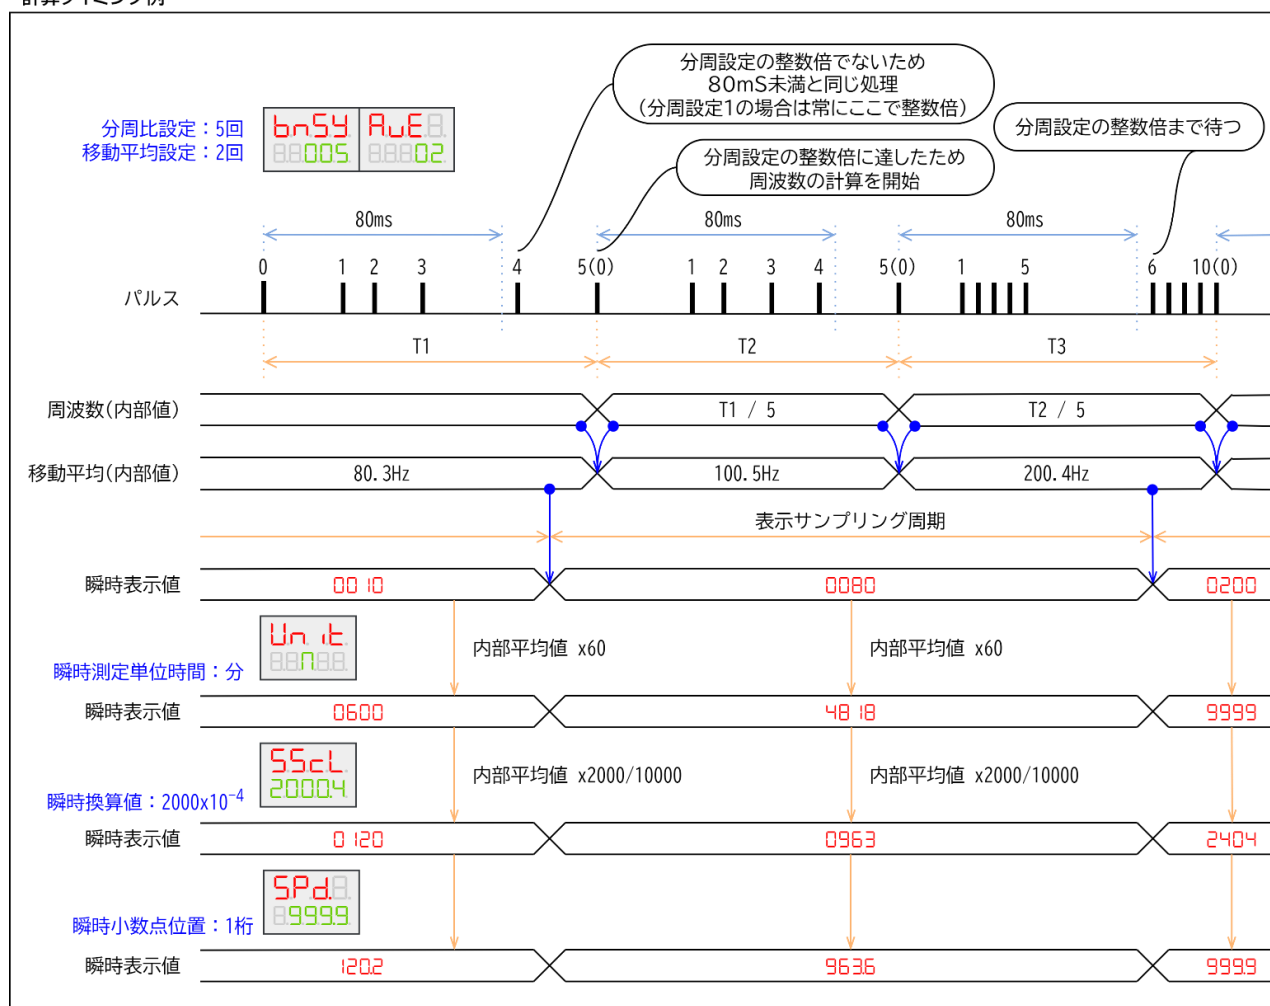 分周設定の整数倍でないため
80mS未満と同じ処理
(分周設定1の場合は常にここで整数倍)
分周設定の整数倍まで待つ
分周比設定：5回
移動平均設定：2回
bnSY AvE
005 02
分周設定の整数倍に達したため
周波数の計算を開始
80ms 80ms 80ms
0 1 2 3 4 5(0) 1 2 3 4 5(0) 1 5 6 10(0)
パルス
T1 T2 T3
周波数(内部値) T1 / 5 T2 / 5
移動平均(内部値) 80.3Hz 100.5Hz 200.4Hz
表示サンプリング周期
瞬時表示値 0010 0080 0200
Unit
n
瞬時測定単位時間：分
内部平均値 x60 内部平均値 x60
瞬時表示値 0600 4818 9999
SScL
2000.4
瞬時換算値：2000x10⁻⁴
内部平均値 x2000/10000 内部平均値 x2000/10000
瞬時表示値 0120 0963 2404
SPd.
999.9
瞬時小数点位置：1桁
瞬時表示値 120.2 963.6 999.9